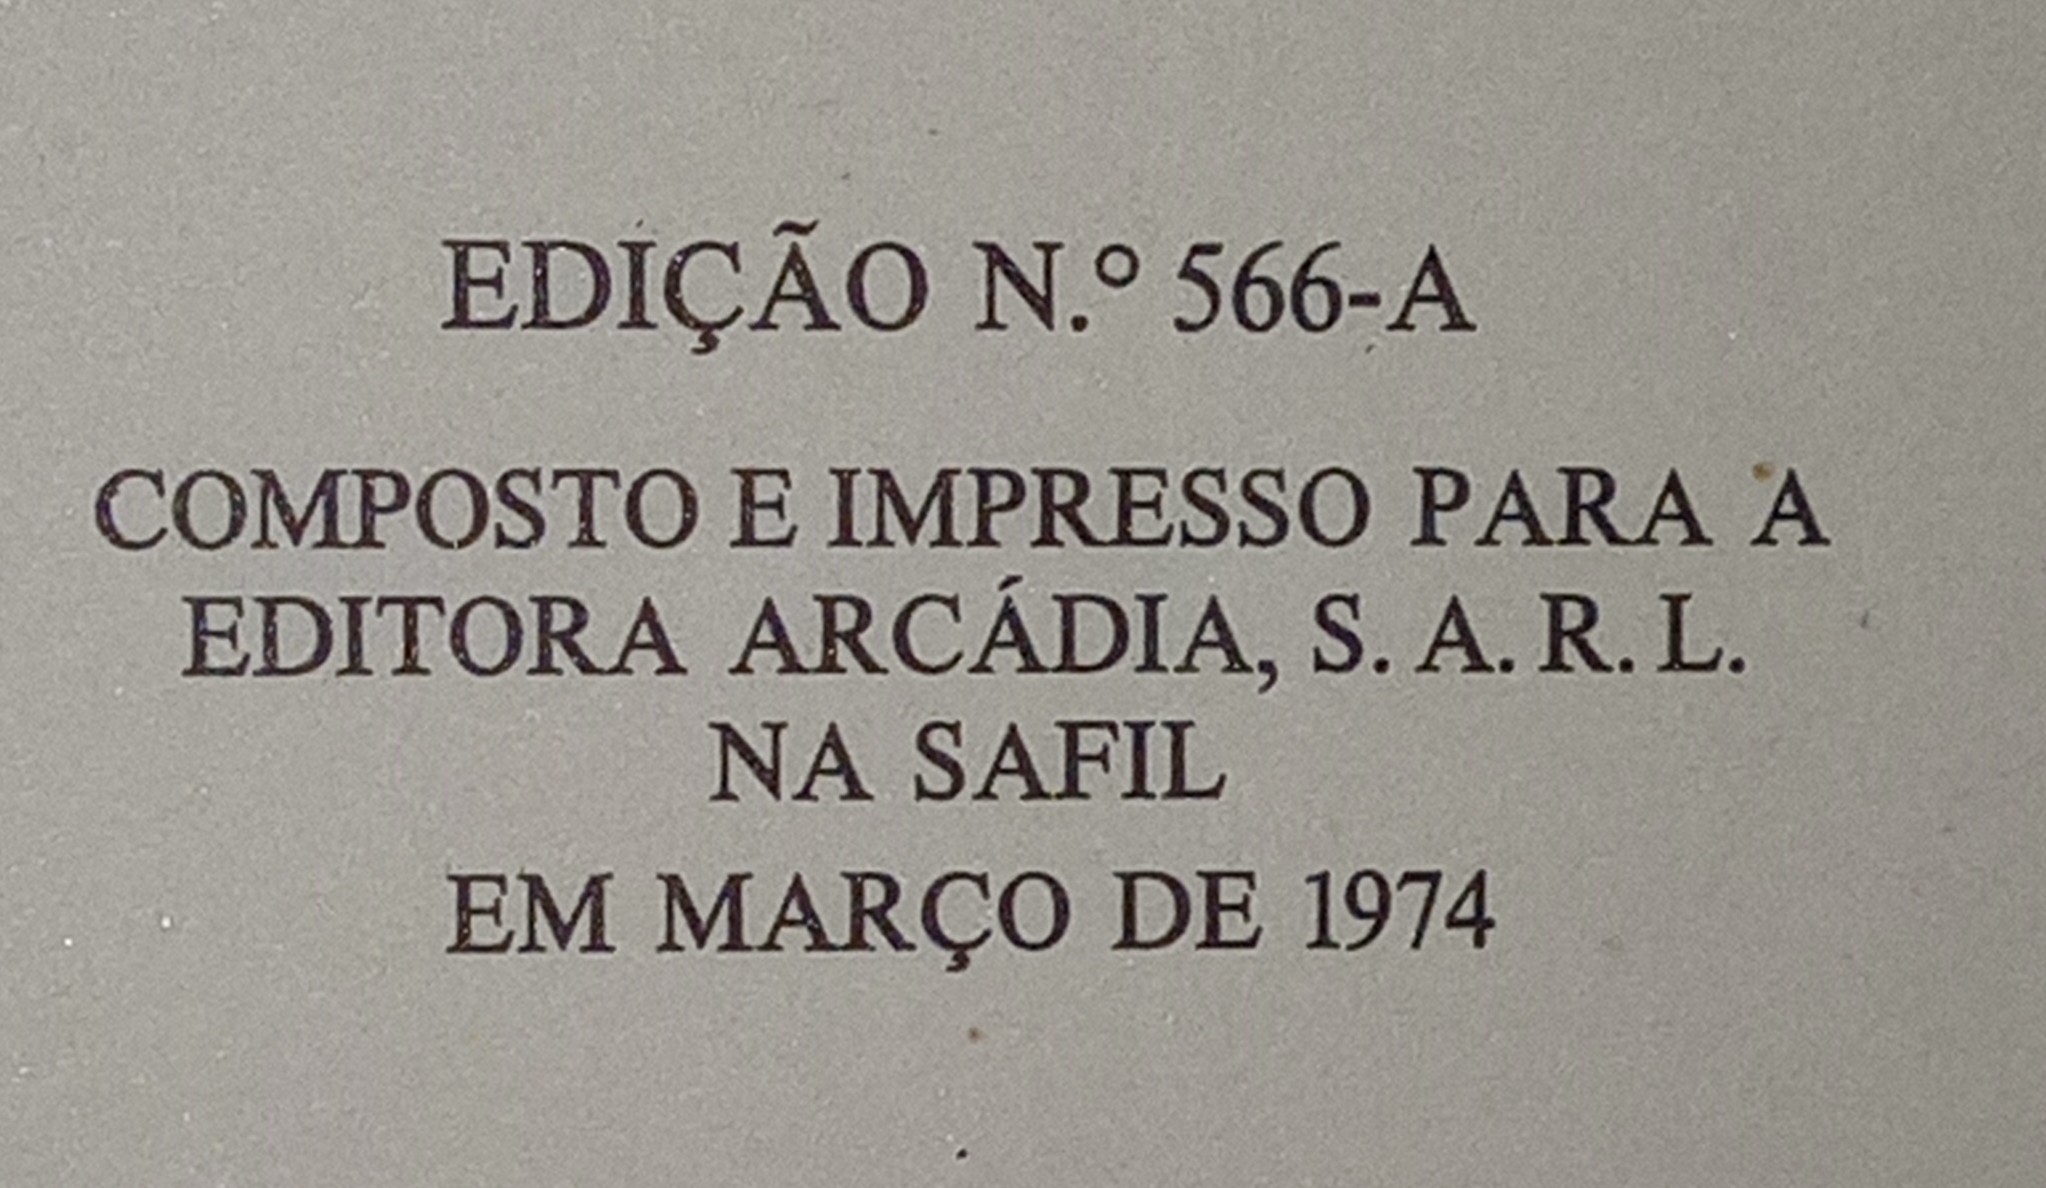 EDIÇÃO N.º 566-A
COMPOSTO E IMPRESSO PARA A
EDITORA ARCÁDIA, S. A. R. L.
NA SAFIL
EM MARÇO DE 1974